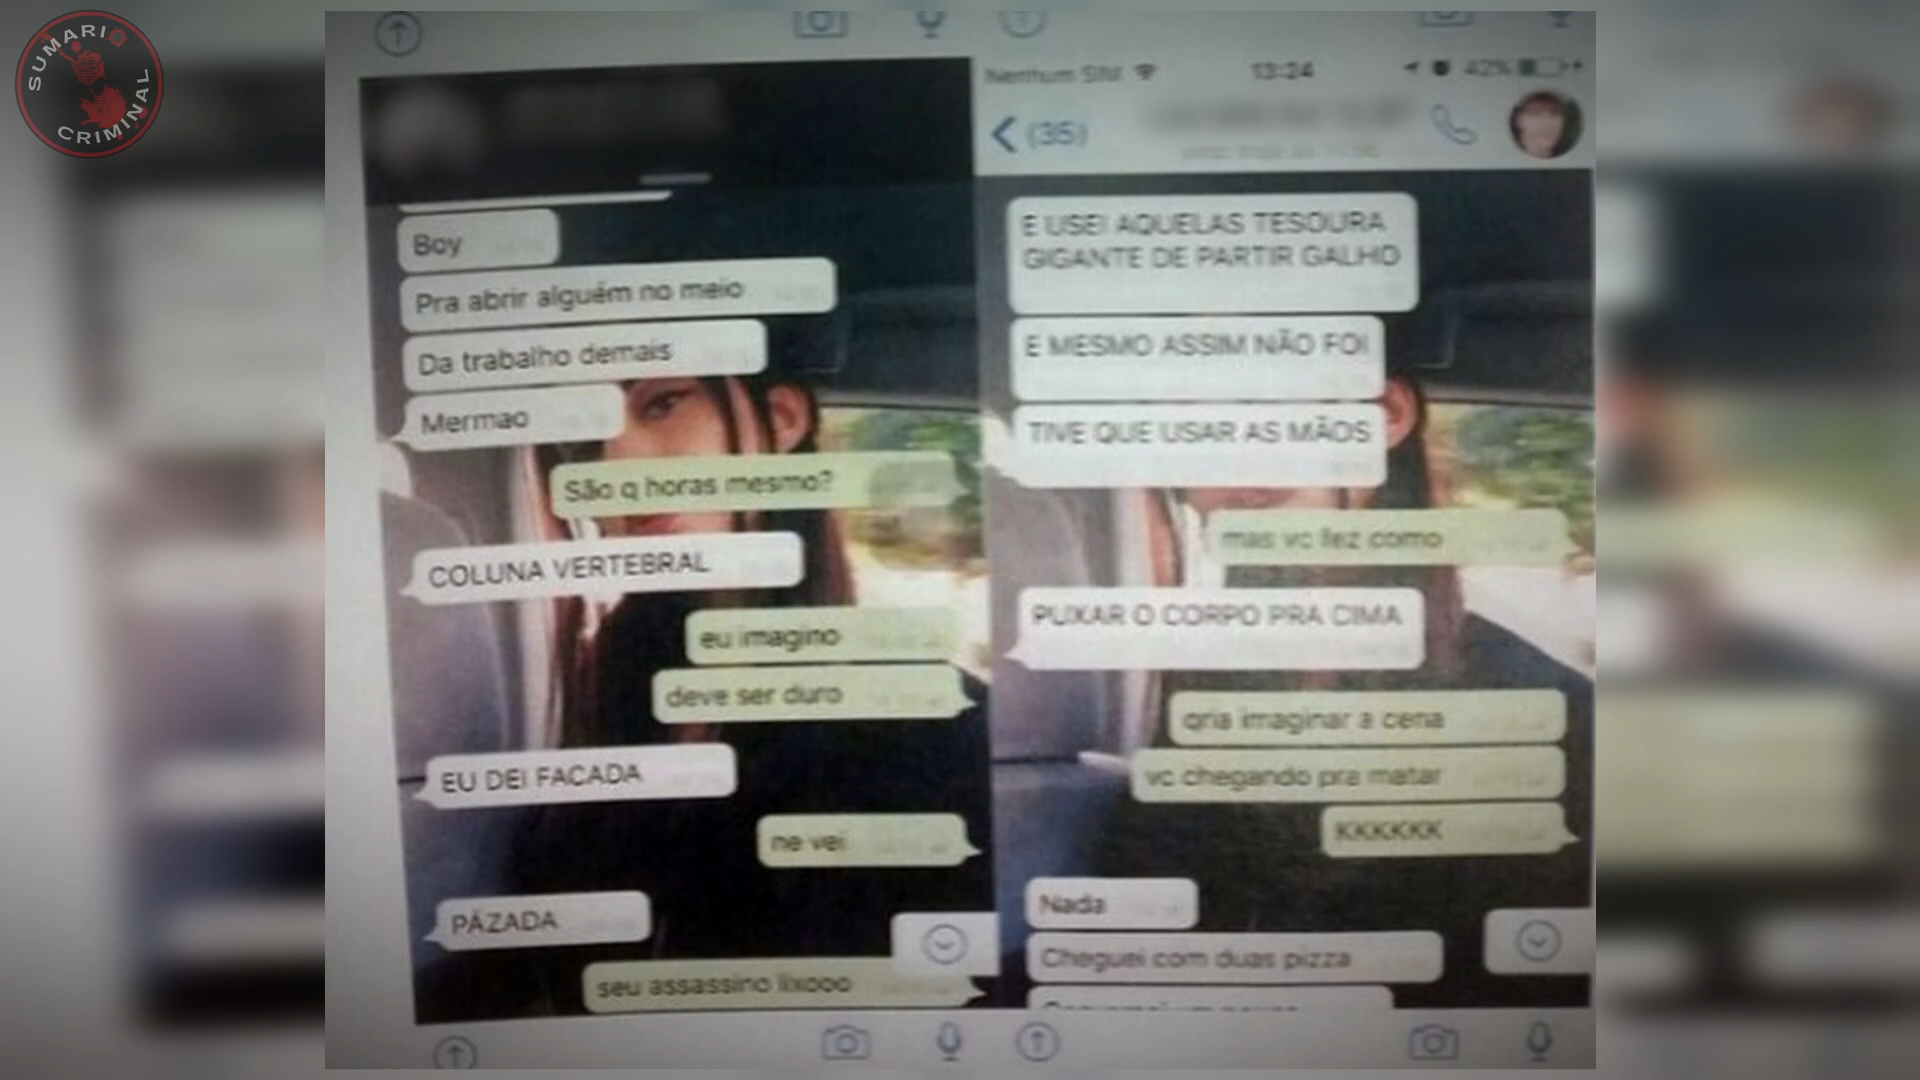 SUMARIO
CRIMINAL
Boy
Pra abrir alguém no meio
Da trabalho demais
Mermao
São q horas mesmo?
COLUNA VERTEBRAL
eu imagino
deve ser duro
EU DEI FACADA
ne vei
PÁZADA
seu assassino lixooo
Nenhum SIM
13:24
42%
(35)
E USEI AQUELAS TESOURA
GIGANTE DE PARTIR GALHO
E MESMO ASSIM NÃO FOI
TIVE QUE USAR AS MÃOS
mas vc fez como
PUXAR O CORPO PRA CIMA
qria imaginar a cena
vc chegando pra matar
KKKKKK
Nada
Cheguei com duas pizza